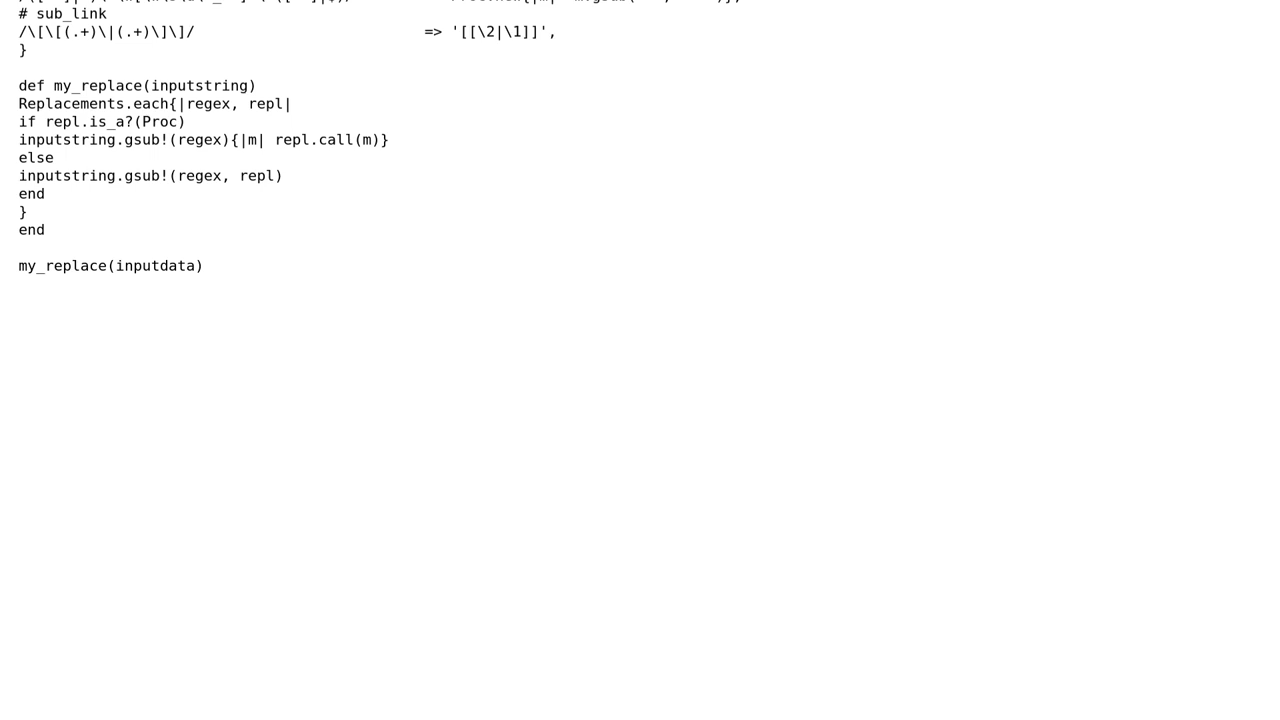 # sub_link
/\[\[(.+)\|(.+)\]\]/                          => '[[\2|\1]]',
}

def my_replace(inputstring)
Replacements.each{|regex, repl|
if repl.is_a?(Proc)
inputstring.gsub!(regex){|m| repl.call(m)}
else
inputstring.gsub!(regex, repl)
end
}
end

my_replace(inputdata)